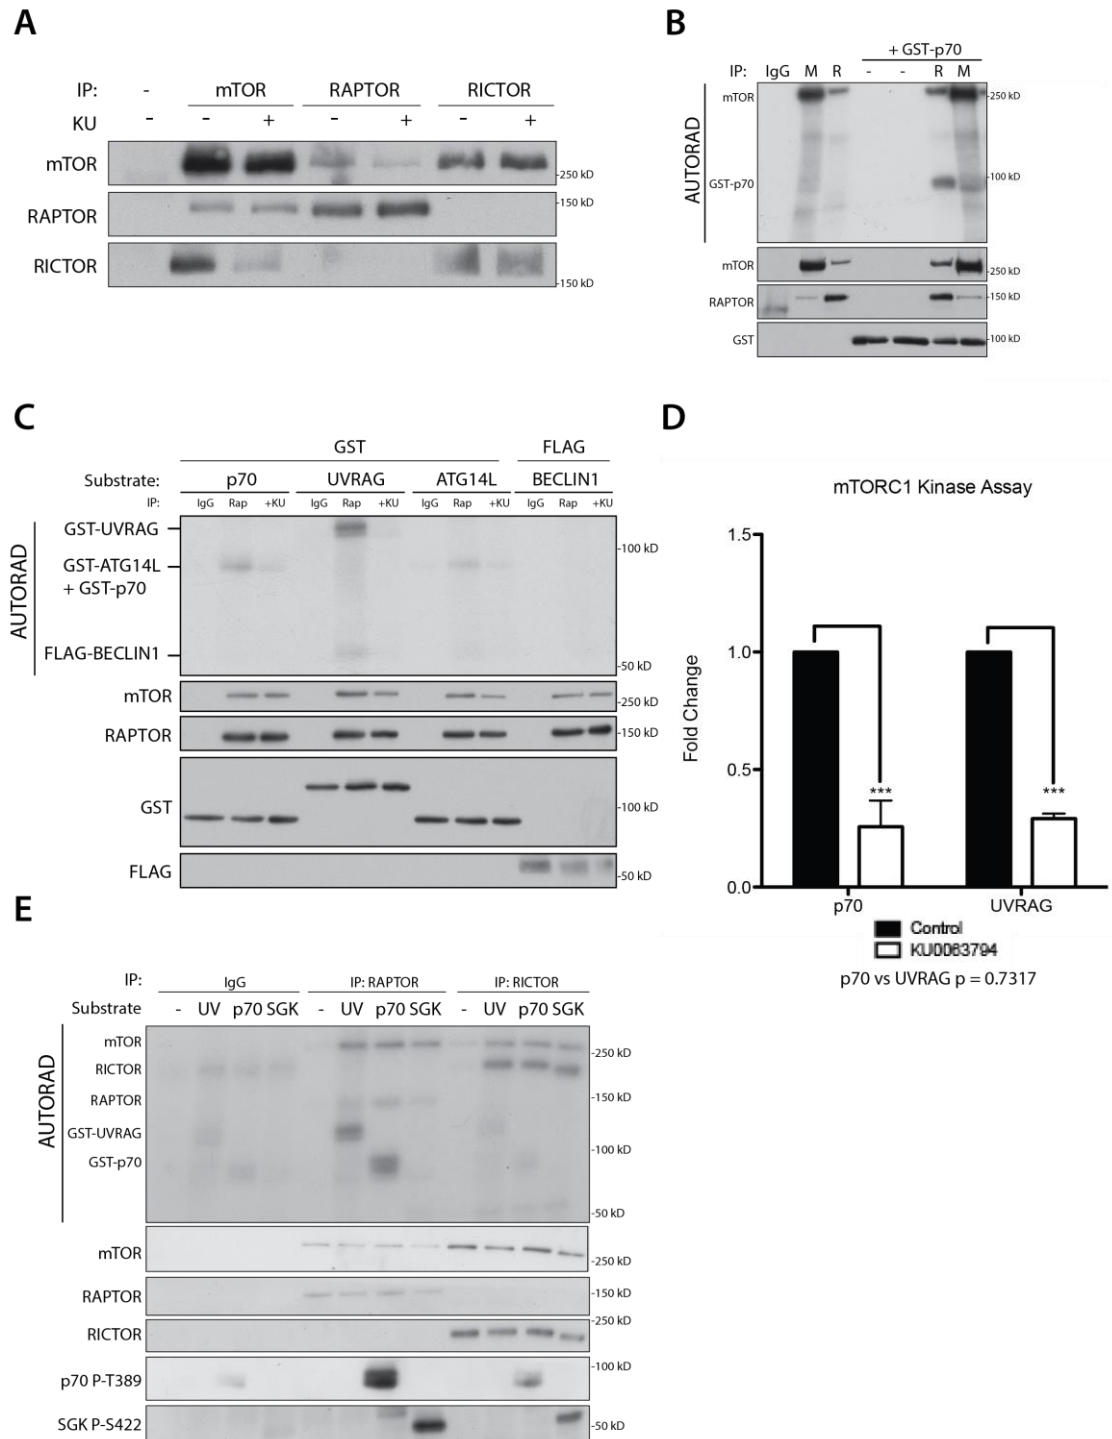 A
IP: - mTOR RAPTOR RICTOR
KU - - + - + - +
mTOR
-250 kD
RAPTOR
-150 kD
RICTOR
-150 kD
B
+ GST-p70
IP: IgG M R - - R M
AUTORAD
mTOR
-250 kD
GST-p70
-100 kD
mTOR
-250 kD
RAPTOR
-150 kD
GST
-100 kD
C
GST FLAG
Substrate: p70 UVRAG ATG14L BECLIN1
IP: IgG Rap +KU IgG Rap +KU IgG Rap +KU IgG Rap +KU
AUTORAD
GST-UVRAG
-100 kD
GST-ATG14L
+ GST-p70
FLAG-BECLIN1
-50 kD
mTOR
-250 kD
RAPTOR
-150 kD
GST
-100 kD
FLAG
-50 kD
D
mTORC1 Kinase Assay
1.5
1.0
0.5
0.0
Fold Change
*** ***
p70 UVRAG
Control
KU0063794
p70 vs UVRAG p = 0.7317
E
IP: IgG IP: RAPTOR IP: RICTOR
Substrate - UV p70 SGK - UV p70 SGK - UV p70 SGK
AUTORAD
mTOR
-250 kD
RICTOR
RAPTOR
-150 kD
GST-UVRAG
-100 kD
GST-p70
-50 kD
mTOR
-250 kD
RAPTOR
-150 kD
-250 kD
RICTOR
p70 P-T389
-100 kD
SGK P-S422
-50 kD